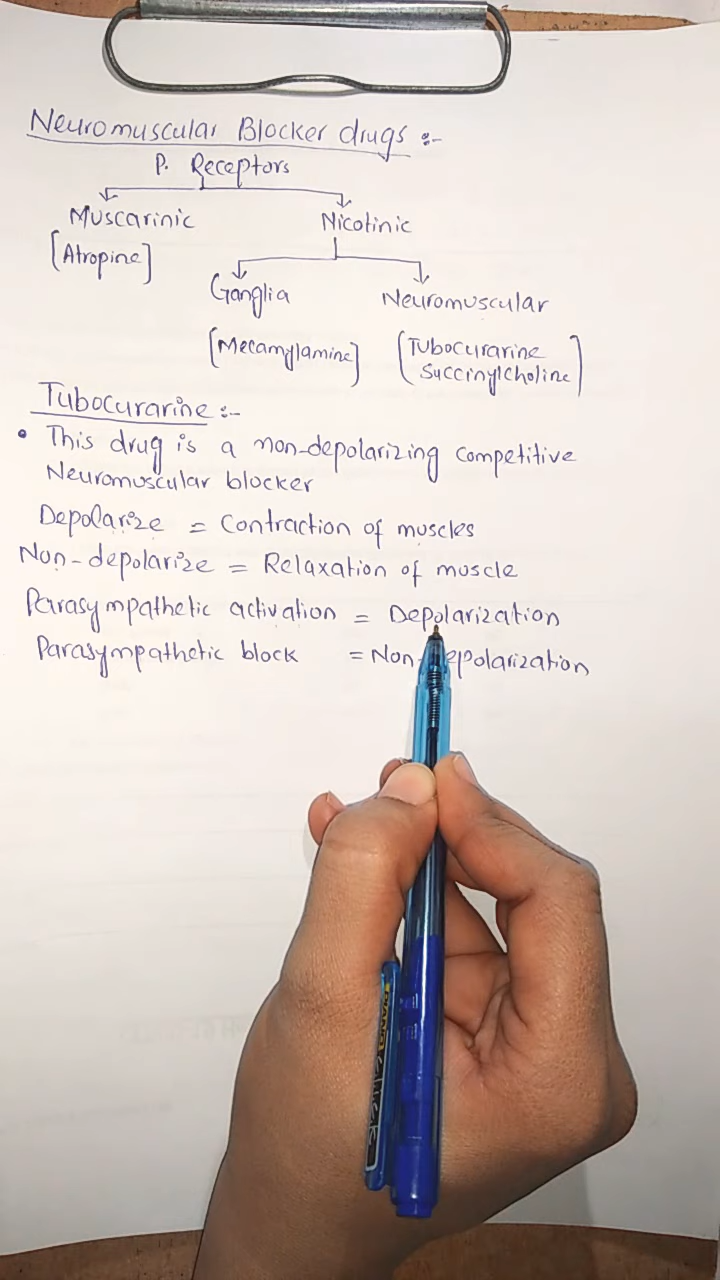 Neuromuscular Blocker drugs :-
P. Receptors
Muscarinic Nicotinic
[Atropine]
Ganglia Neuromuscular
[Mecamylamine] [Tubocurarine
Succinylcholine]
Tubocurarine :-
• This drug is a non-depolarizing competitive
Neuromuscular blocker
Depolarize = Contraction of muscles
Non-depolarize = Relaxation of muscle
Parasympathetic activation = Depolarization
Parasympathetic block = Non-depolarization